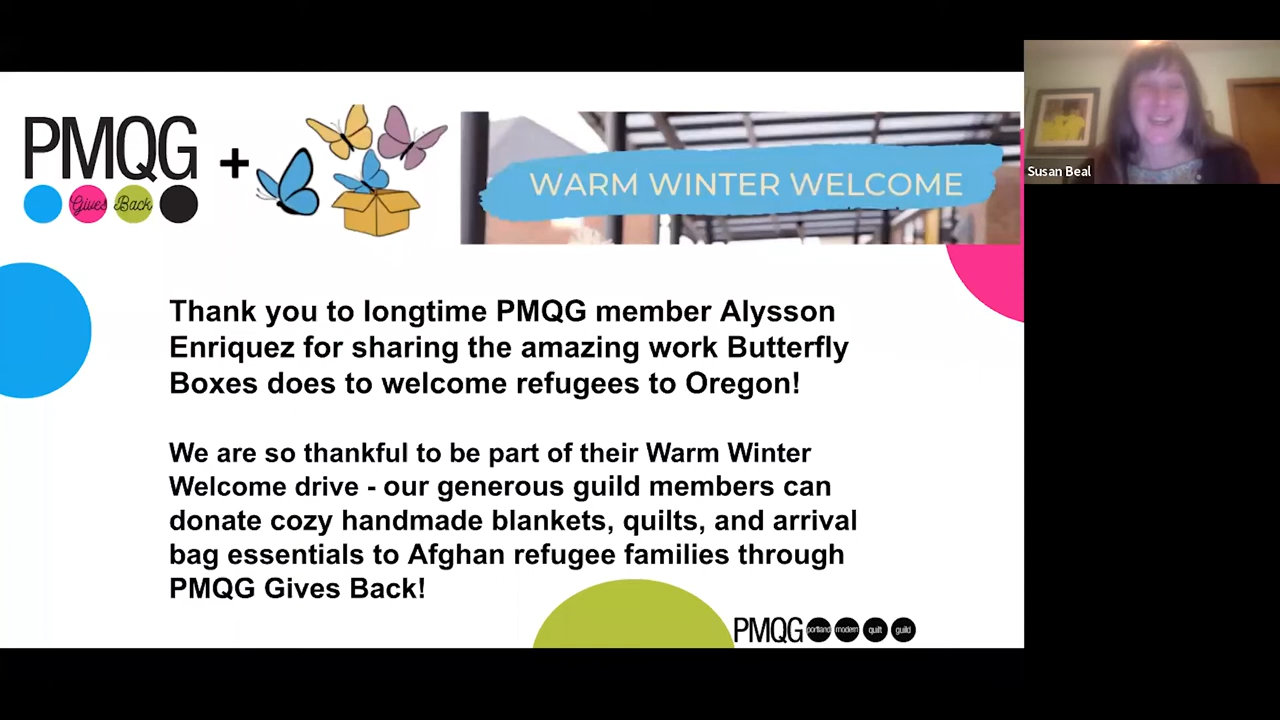 PMQG
Gives Back
+
WARM WINTER WELCOME
Susan Beal
Thank you to longtime PMQG member Alysson
Enriquez for sharing the amazing work Butterfly
Boxes does to welcome refugees to Oregon!
We are so thankful to be part of their Warm Winter
Welcome drive - our generous guild members can
donate cozy handmade blankets, quilts, and arrival
bag essentials to Afghan refugee families through
PMQG Gives Back!
PMQG portland modern quilt guild